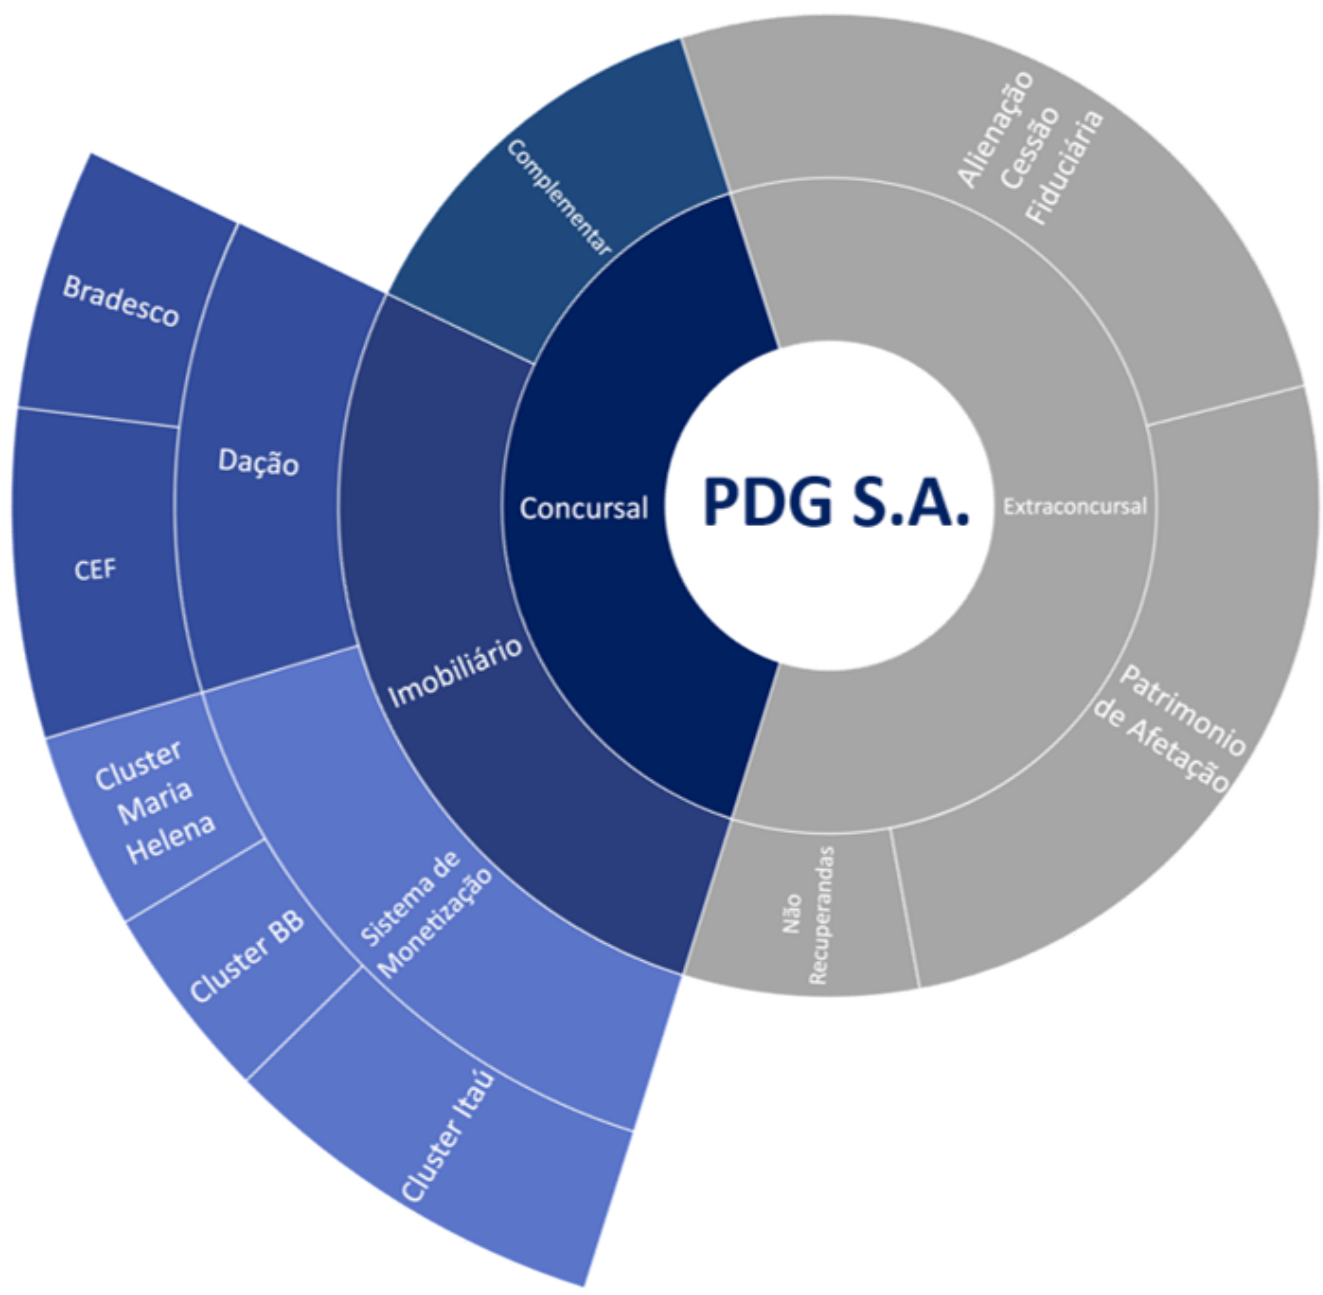 PDG S.A.
Concursal
Complementar
Imobiliário
Dação
Bradesco
CEF
Sistema de
Monetização
Cluster
Maria
Helena
Cluster BB
Cluster Itaú
Extraconcursal
Alienação
Cessão
Fiduciária
Patrimonio
de Afetação
Não
Recuperandas